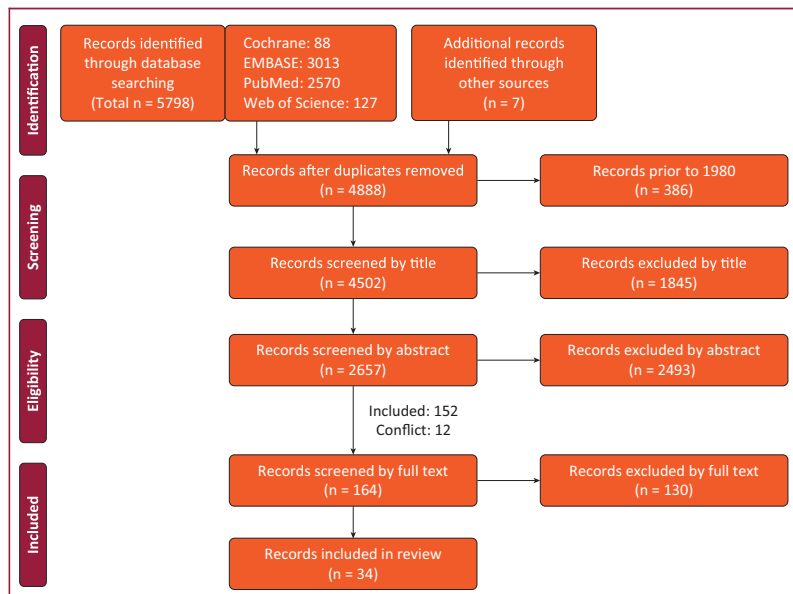 Identification
Records identified
through database
searching
(Total n = 5798)
Cochrane: 88
EMBASE: 3013
PubMed: 2570
Web of Science: 127
Additional records
identified through
other sources
(n = 7)
Records after duplicates removed
(n = 4888)
Records prior to 1980
(n = 386)
Screening
Records screened by title
(n = 4502)
Records excluded by title
(n = 1845)
Eligibility
Records screened by abstract
(n = 2657)
Records excluded by abstract
(n = 2493)
Included: 152
Conflict: 12
Included
Records screened by full text
(n = 164)
Records excluded by full text
(n = 130)
Records included in review
(n = 34)